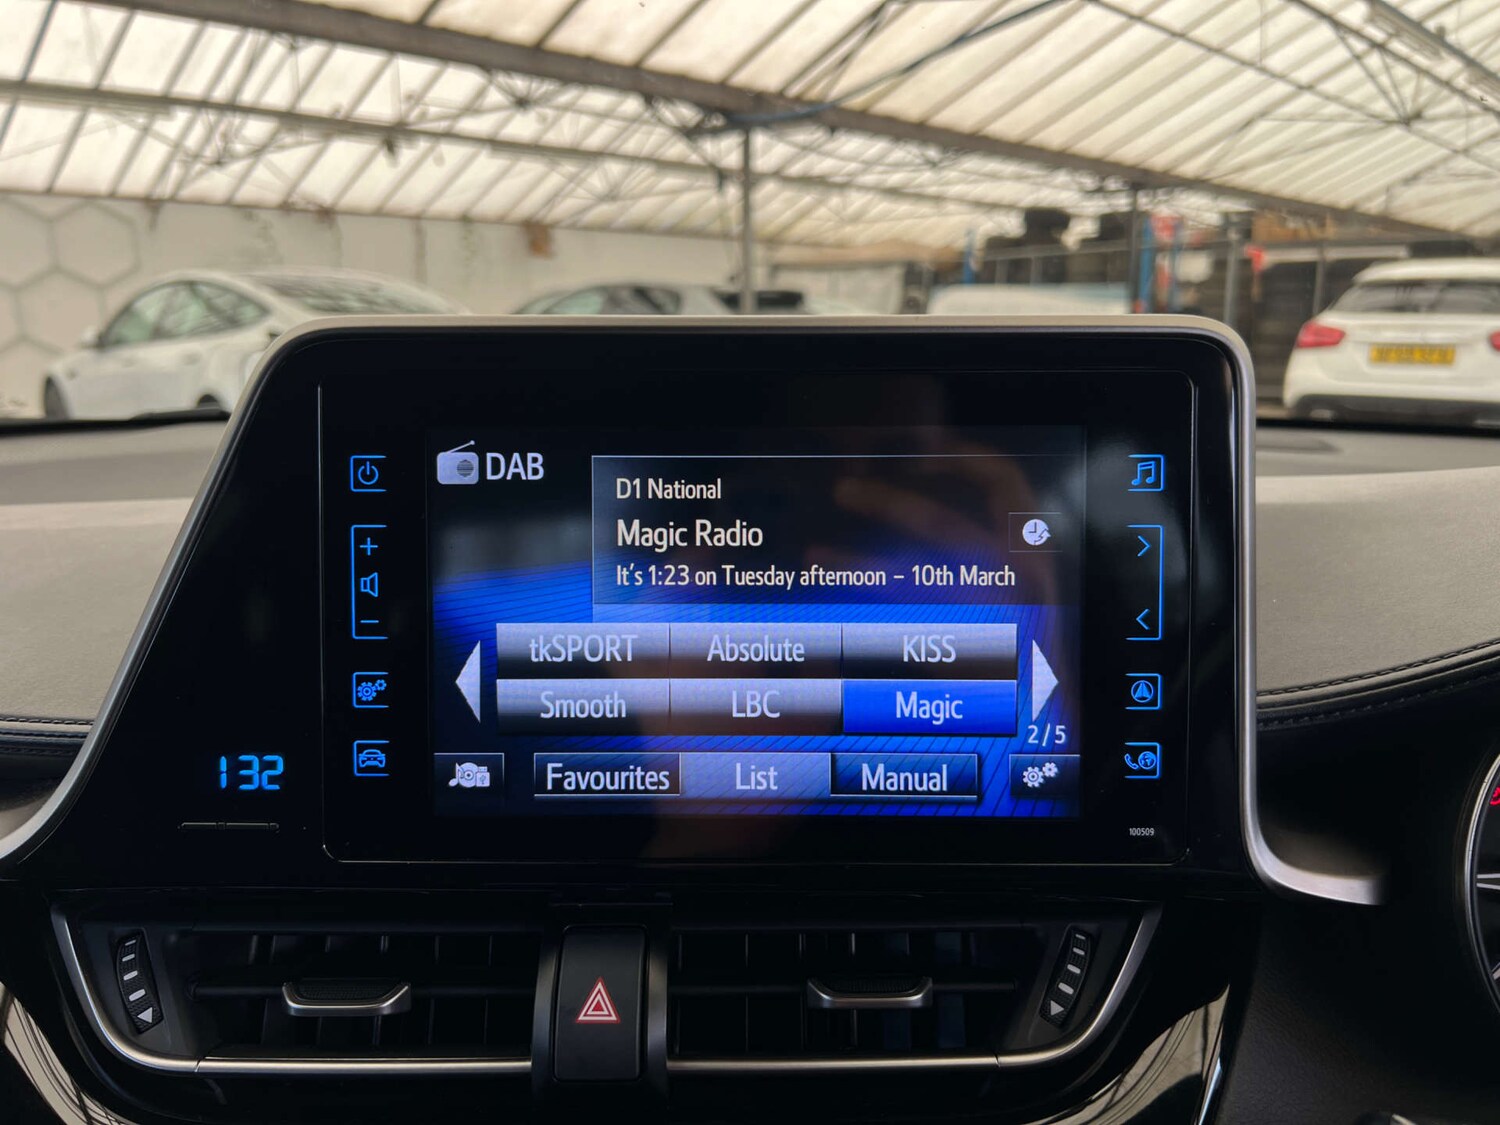 DAB
D1 National
Magic Radio
It's 1:23 on Tuesday afternoon – 10th March
tkSPORT Absolute KISS
Smooth LBC Magic
2/5
Favourites List Manual
132
100509